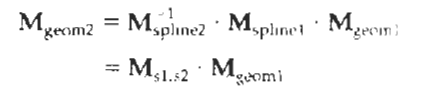 M_geom2 = M_spline2^-1 · M_spline1 · M_geom1
= M_s1.s2 · M_geom1